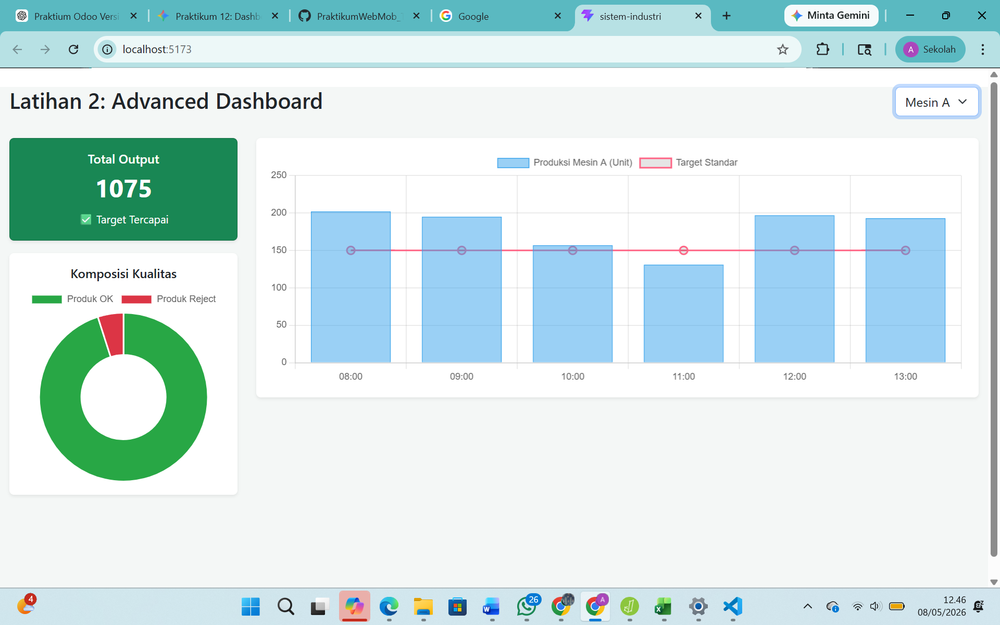 Praktium Odoo Versi
Praktikum 12: Dashb
PraktikumWebMob_
Google
sistem-industri
Minta Gemini
localhost:5173
A
Sekolah
Latihan 2: Advanced Dashboard
Mesin A
Total Output
1075
✅ Target Tercapai
Komposisi Kualitas
Produk OK
Produk Reject
Produksi Mesin A (Unit)
Target Standar
250
200
150
100
50
0
08:00
09:00
10:00
11:00
12:00
13:00
4
26
A
12.46
08/05/2026